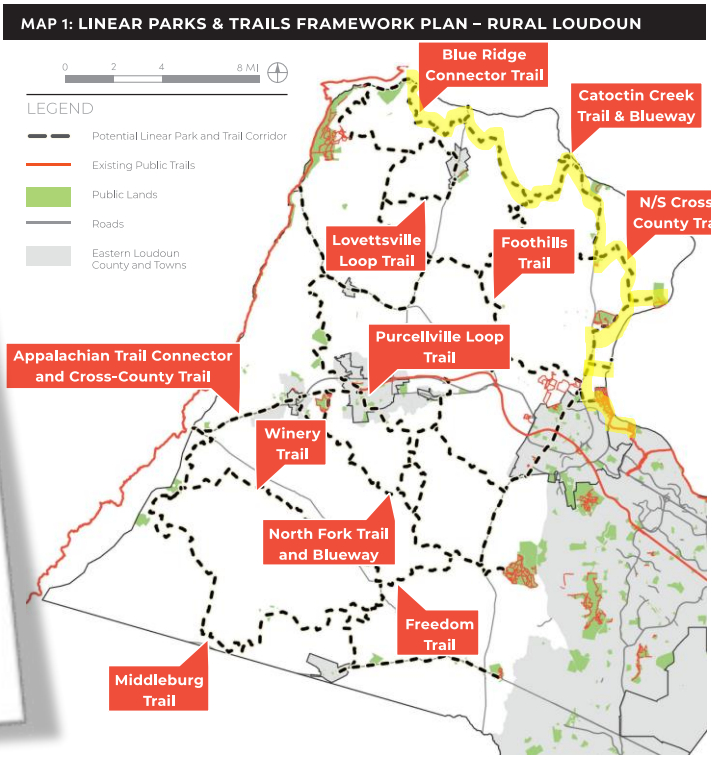 MAP 1: LINEAR PARKS & TRAILS FRAMEWORK PLAN – RURAL LOUDOUN
0 2 4 8 MI
LEGEND
Potential Linear Park and Trail Corridor
Existing Public Trails
Public Lands
Roads
Eastern Loudoun
County and Towns
Blue Ridge
Connector Trail
Catoctin Creek
Trail & Blueway
N/S Cross
County Tra
Lovettsville
Loop Trail
Foothills
Trail
Purcellville Loop
Trail
Appalachian Trail Connector
and Cross-County Trail
Winery
Trail
North Fork Trail
and Blueway
Freedom
Trail
Middleburg
Trail